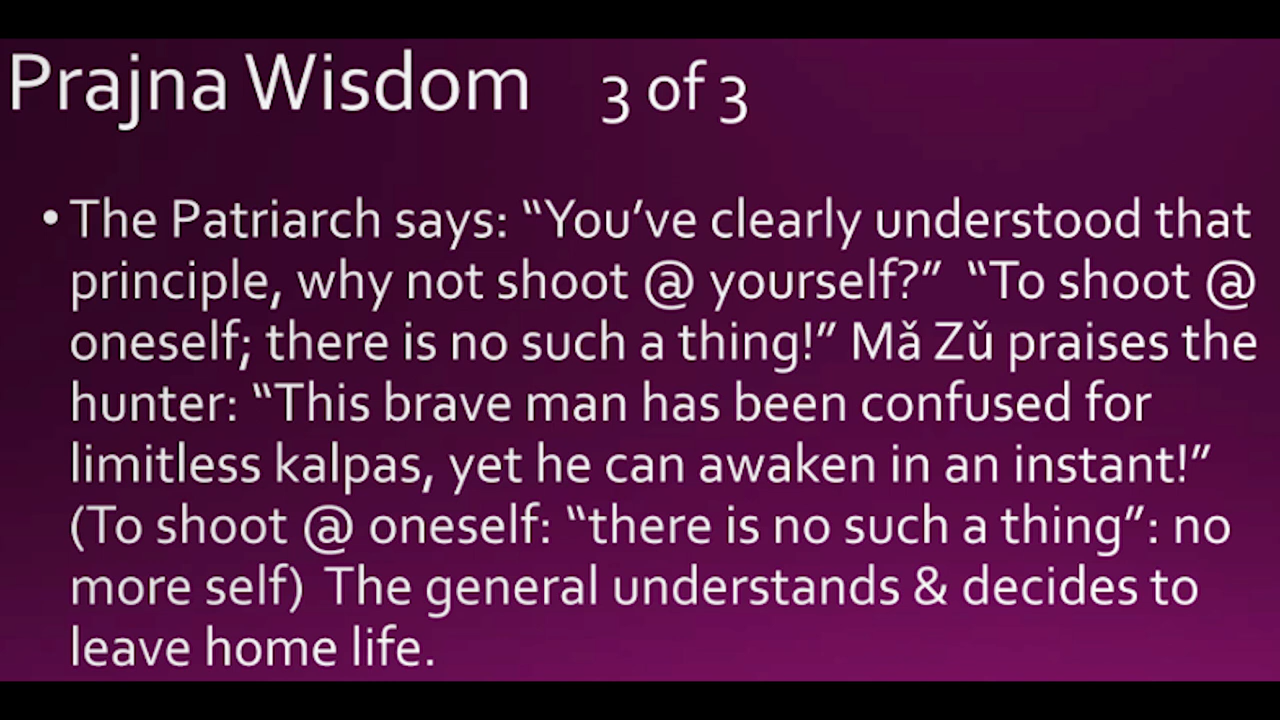 Prajna Wisdom 3 of 3
• The Patriarch says: “You’ve clearly understood that
principle, why not shoot @ yourself?” “To shoot @
oneself; there is no such a thing!” Mǎ Zǔ praises the
hunter: “This brave man has been confused for
limitless kalpas, yet he can awaken in an instant!”
(To shoot @ oneself: “there is no such a thing”: no
more self) The general understands & decides to
leave home life.